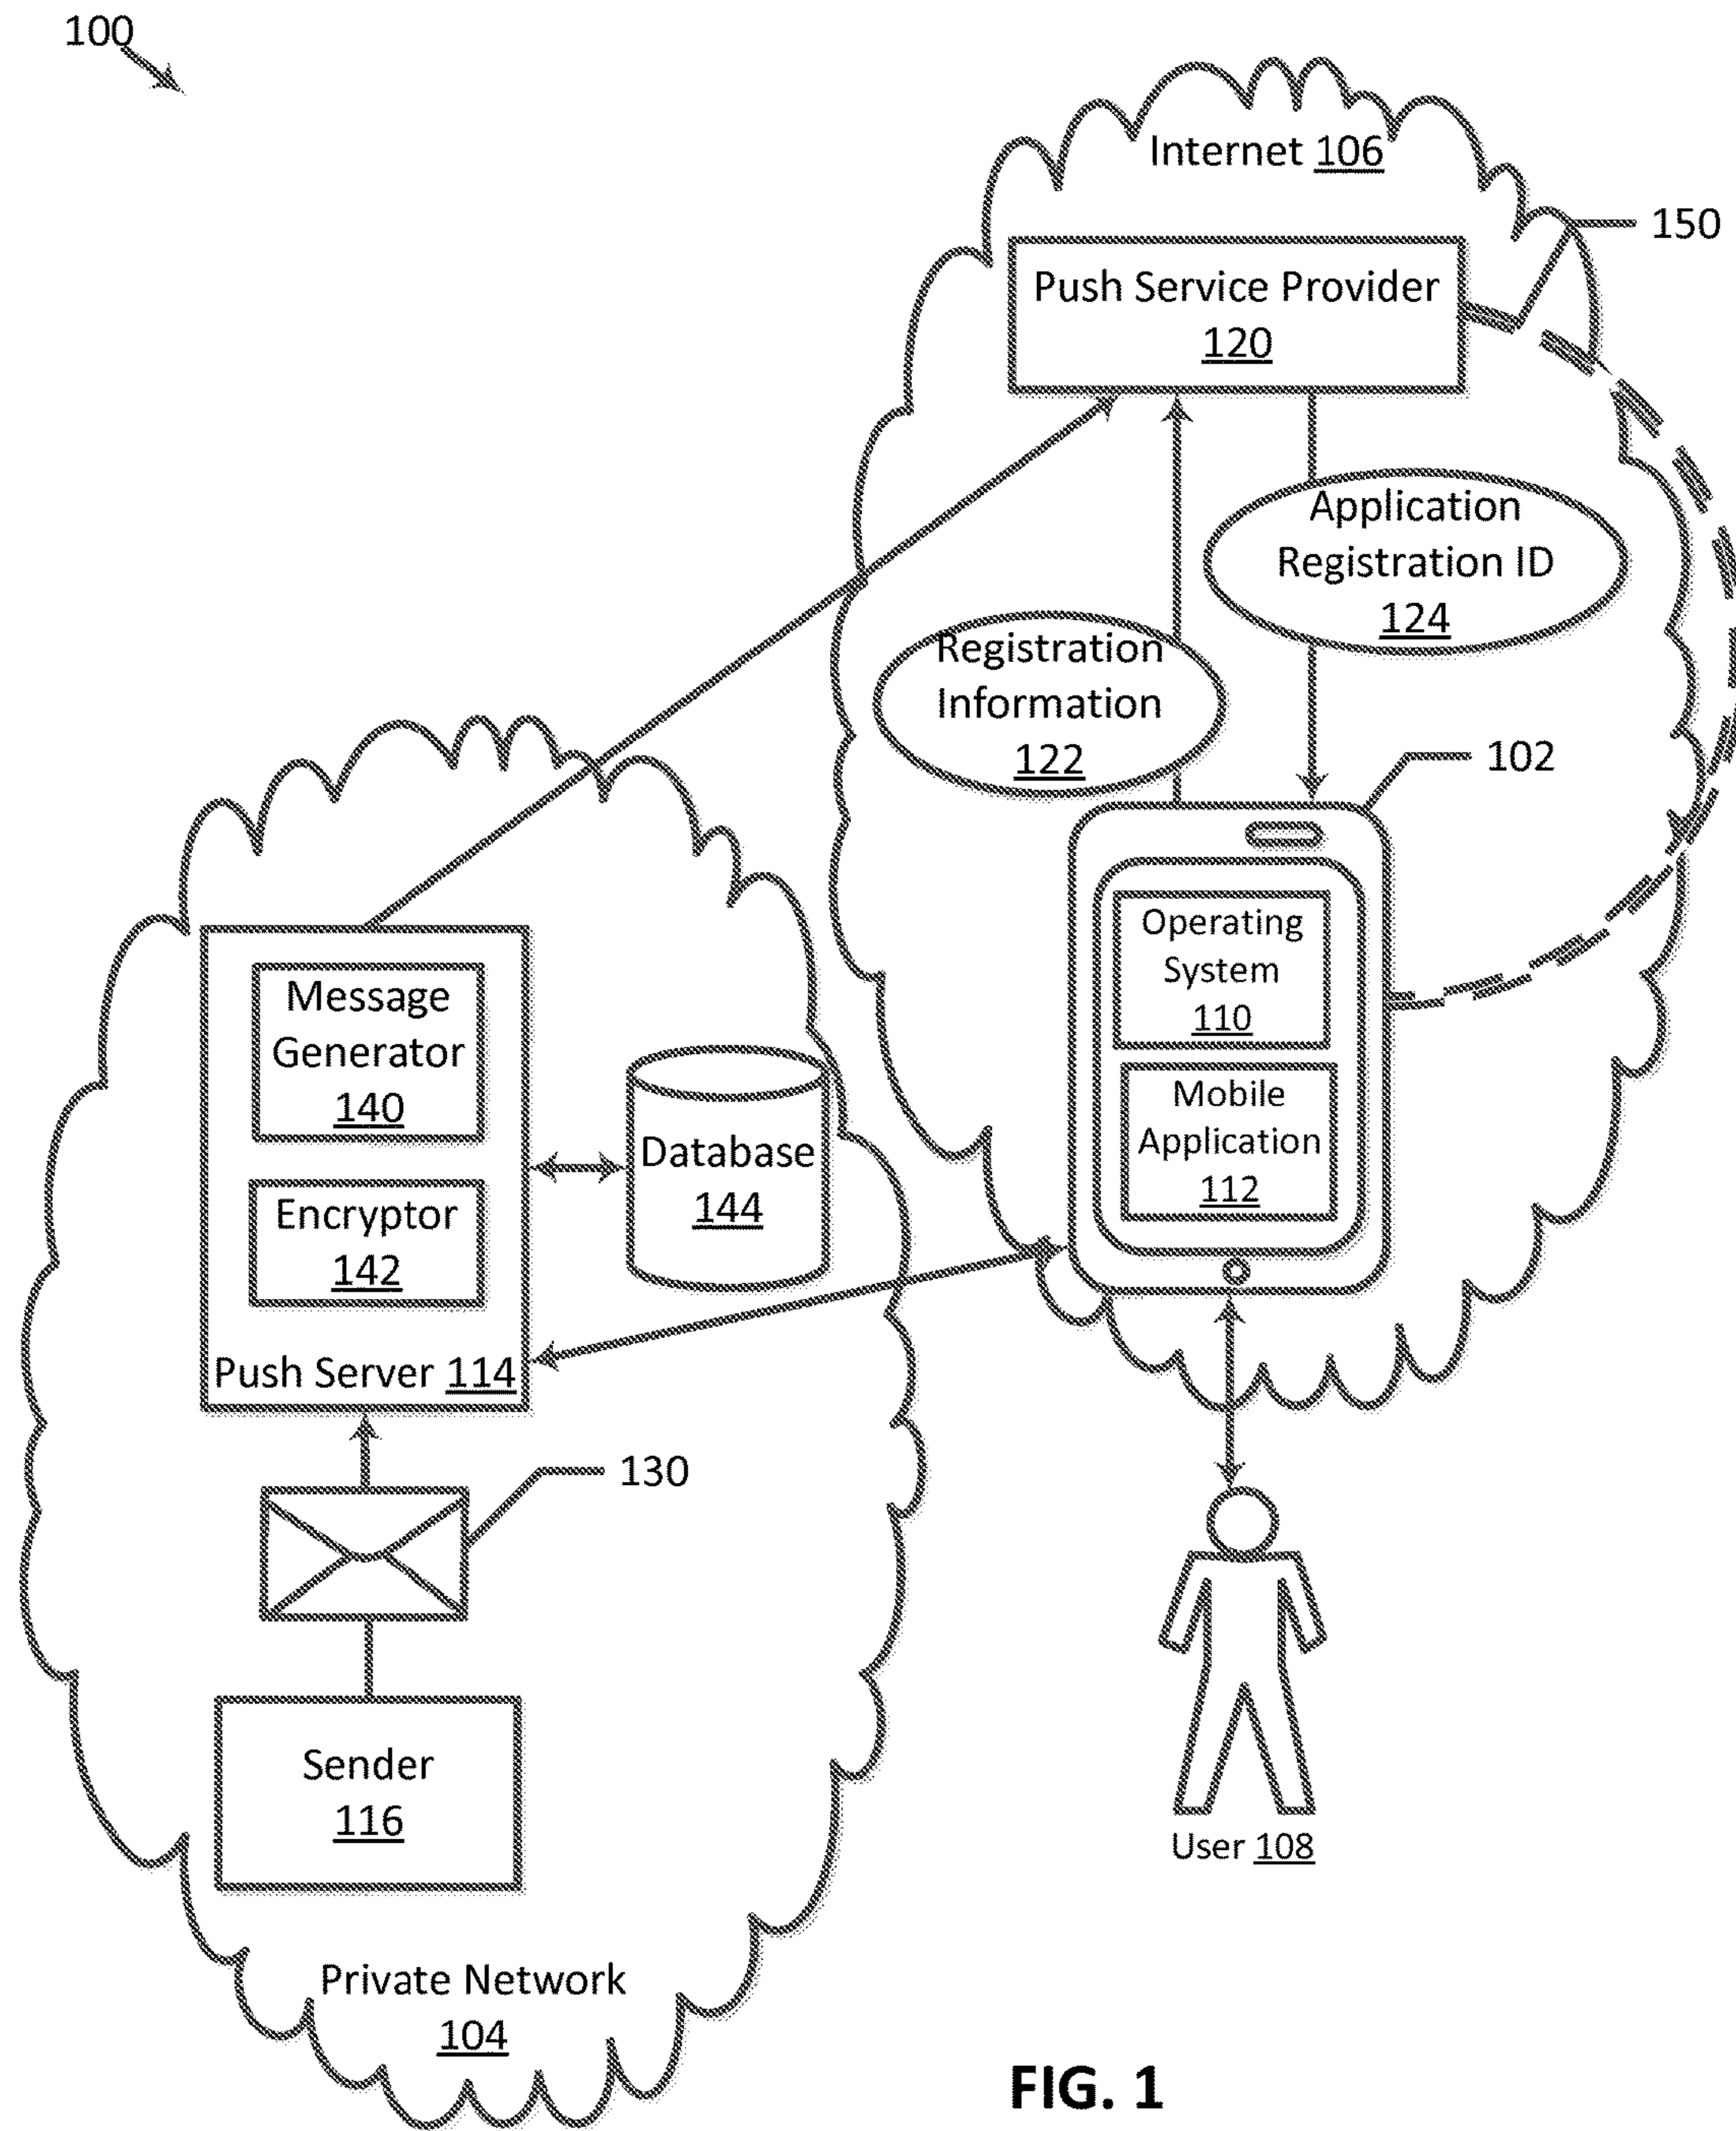 100
Internet 106
150
Push Service Provider
120
Application
Registration ID
124
Registration
Information
122
102
Operating
System
110
Mobile
Application
112
Message
Generator
140
Encryptor
142
Database
144
Push Server 114
130
Sender
116
User 108
Private Network
104
FIG. 1